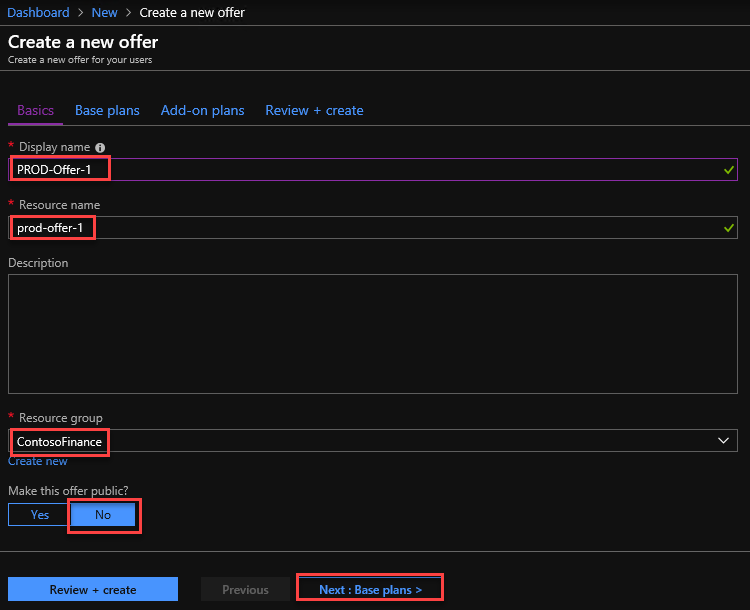 Dashboard > New > Create a new offer
Create a new offer
Create a new offer for your users
Basics Base plans Add-on plans Review + create
* Display name
PROD-Offer-1
* Resource name
prod-offer-1
Description
* Resource group
ContosoFinance
Create new
Make this offer public?
Yes No
Review + create Previous Next : Base plans >